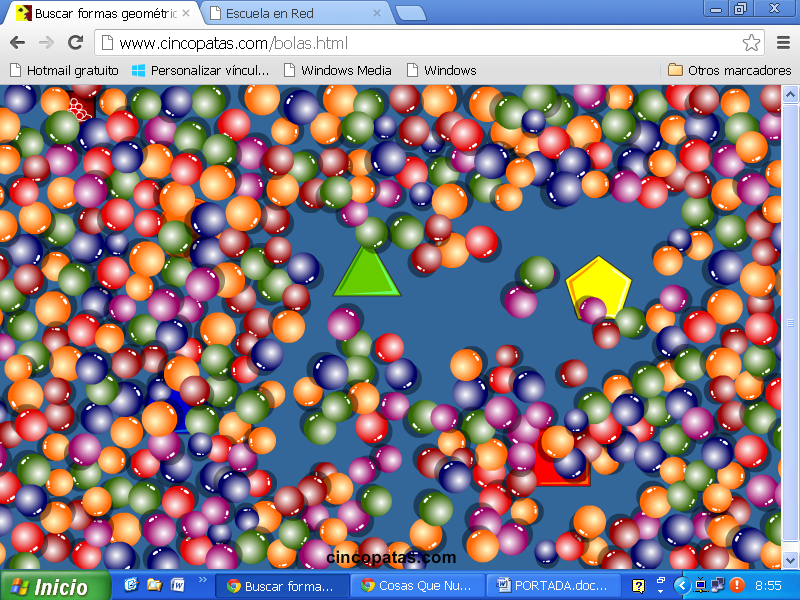 Buscar formas geométric
Escuela en Red
www.cincopatas.com/bolas.html
Hotmail gratuito
Personalizar víncul...
Windows Media
Windows
Otros marcadores
cincopatas.com
Inicio
Buscar forma...
Cosas Que Nu...
PORTADA.doc...
8:55